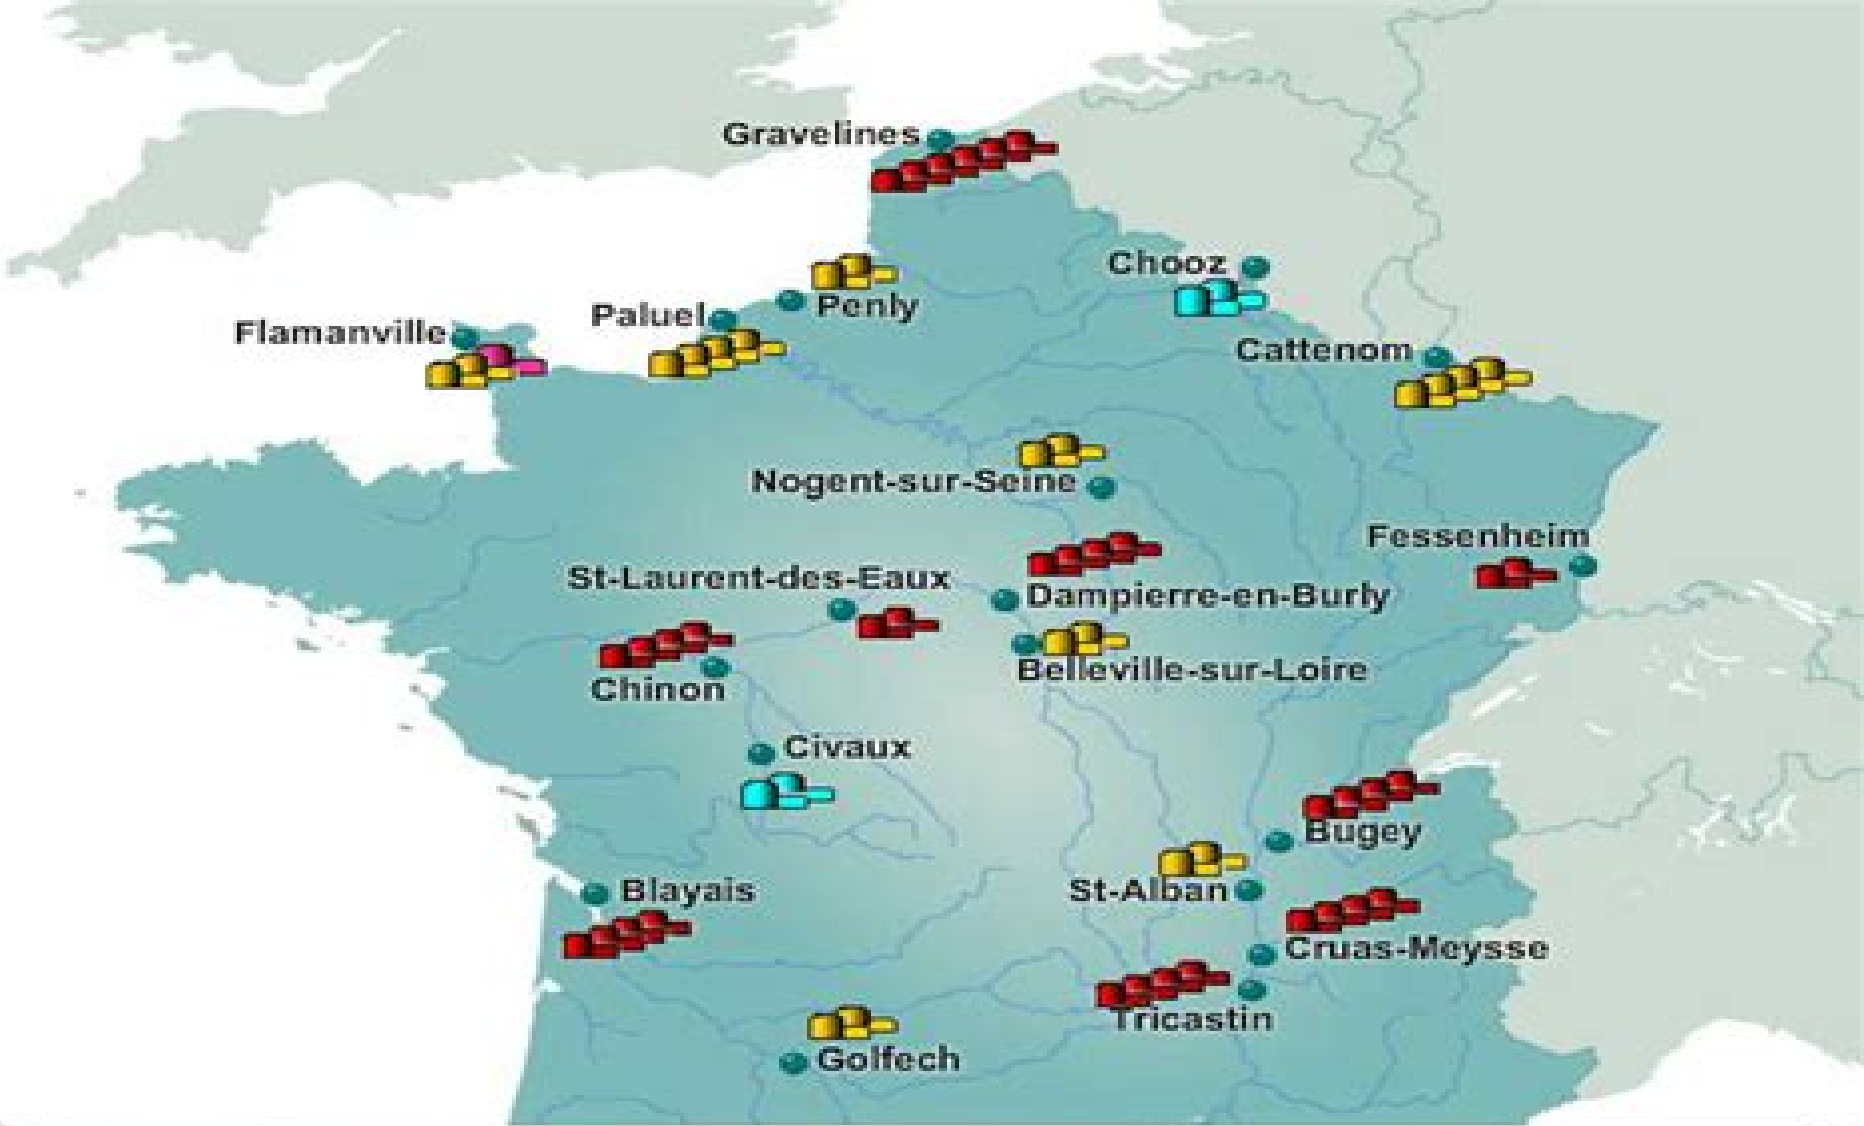 Gravelines
Chooz
Penly
Paluel
Flamanville
Cattenom
Nogent-sur-Seine
Fessenheim
St-Laurent-des-Eaux
Dampierre-en-Burly
Belleville-sur-Loire
Chinon
Civaux
Bugey
St-Alban
Blayais
Cruas-Meysse
Tricastin
Golfech